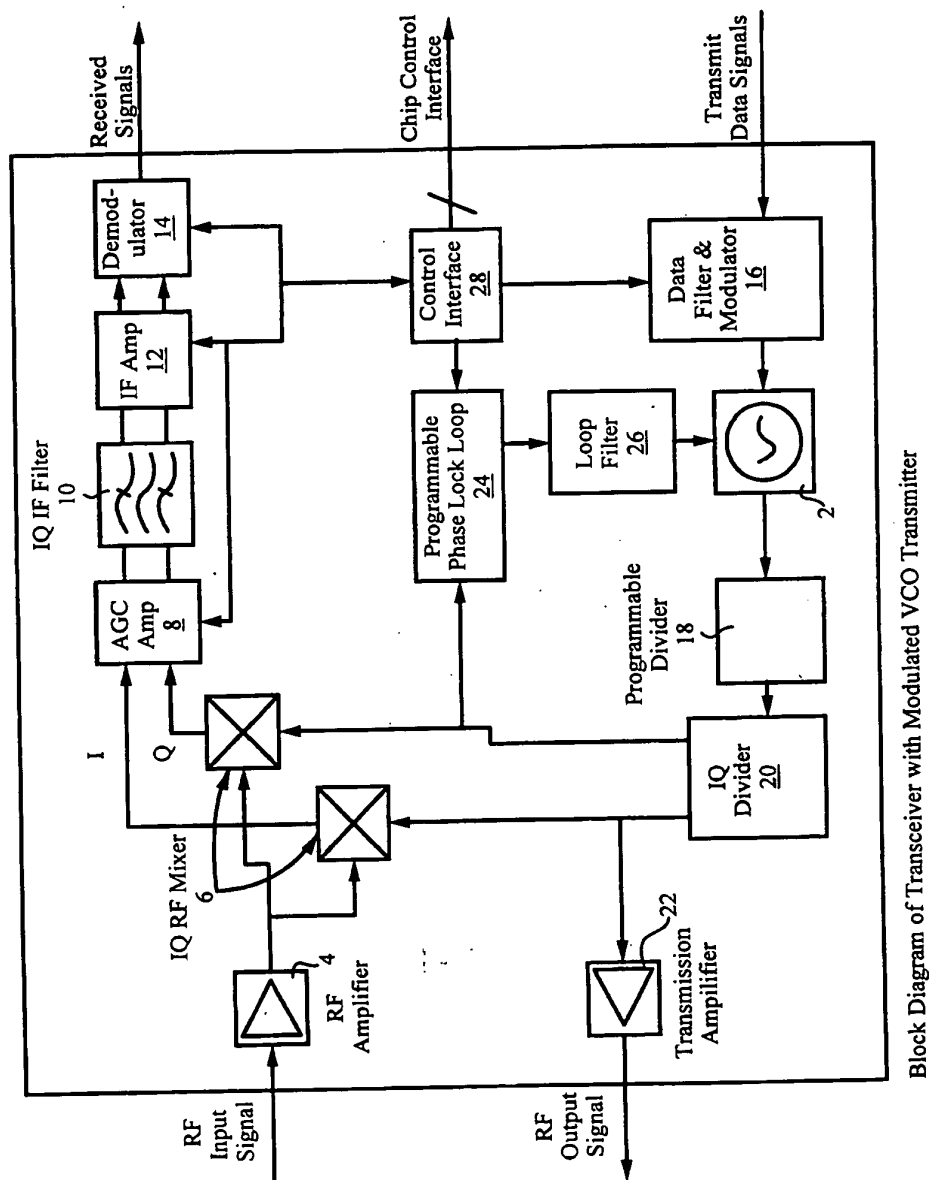 Received
Signals
Chip Control
Interface
Transmit
Data Signals
IQ IF Filter
10
Demod-
ulator
14
IF Amp
12
AGC
Amp
8
Control
Interface
28
Data
Filter &
Modulator
16
Programmable
Phase Lock Loop
24
Loop
Filter
26
2
I
Q
IQ RF Mixer
6
Programmable
Divider
18
IQ
Divider
20
4
RF
Amplifier
22
Transmission
Ampilifier
RF
Input
Signal
RF
Output
Signal
Block Diagram of Transceiver with Modulated VCO Transmitter